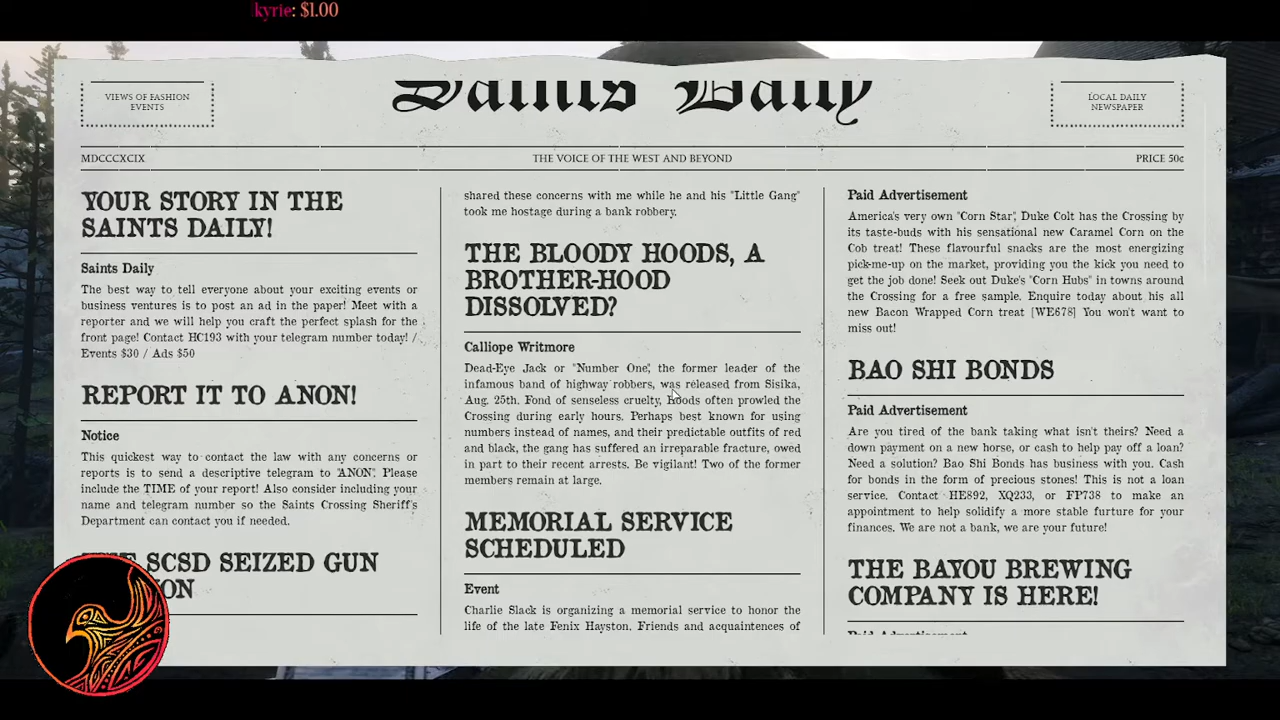 kyrie: $1.00
VIEWS OF FASHION
EVENTS
Saints Daily
LOCAL DAILY
NEWSPAPER
MDCCCXCIX
THE VOICE OF THE WEST AND BEYOND
PRICE 50c
YOUR STORY IN THE
SAINTS DAILY!
Saints Daily
The best way to tell everyone about your exciting events or
business ventures is to post an ad in the paper! Meet with a
reporter and we will help you craft the perfect splash for the
front page! Contact HC193 with your telegram number today! /
Events $30 / Ads $50
REPORT IT TO ANON!
Notice
This quickest way to contact the law with any concerns or
reports is to send a descriptive telegram to "ANON". Please
include the TIME of your report! Also consider including your
name and telegram number so the Saints Crossing Sheriff's
Department can contact you if needed.
SCSD SEIZED GUN
shared these concerns with me while he and his "Little Gang"
took me hostage during a bank robbery.
THE BLOODY HOODS, A
BROTHER-HOOD
DISSOLVED?
Calliope Writmore
Dead-Eye Jack or "Number One", the former leader of the
infamous band of highway robbers, was released from Sisika,
Aug. 25th. Fond of senseless cruelty, Hoods often prowled the
Crossing during early hours. Perhaps best known for using
numbers instead of names, and their predictable outfits of red
and black, the gang has suffered an irreparable fracture, owed
in part to their recent arrests. Be vigilant! Two of the former
members remain at large.
MEMORIAL SERVICE
SCHEDULED
Event
Charlie Slack is organizing a memorial service to honor the
life of the late Fenix Hayston. Friends and acquaintences of
Paid Advertisement
America's very own "Corn Star", Duke Colt has the Crossing by
its taste-buds with his sensational new Caramel Corn on the
Cob treat! These flavourful snacks are the most energizing
pick-me-up on the market, providing you the kick you need to
get the job done! Seek out Duke's "Corn Hubs" in towns around
the Crossing for a free sample. Enquire today about his all
new Bacon Wrapped Corn treat [WE678] You won't want to
miss out!
BAO SHI BONDS
Paid Advertisement
Are you tired of the bank taking what isn't theirs? Need a
down payment on a new horse, or cash to help pay off a loan?
Need a solution? Bao Shi Bonds has business with you. Cash
for bonds in the form of precious stones! This is not a loan
service. Contact HE892, XQ233, or FP738 to make an
appointment to help solidify a more stable furture for your
finances. We are not a bank, we are your future!
THE BAYOU BREWING
COMPANY IS HERE!
Paid Advertisement